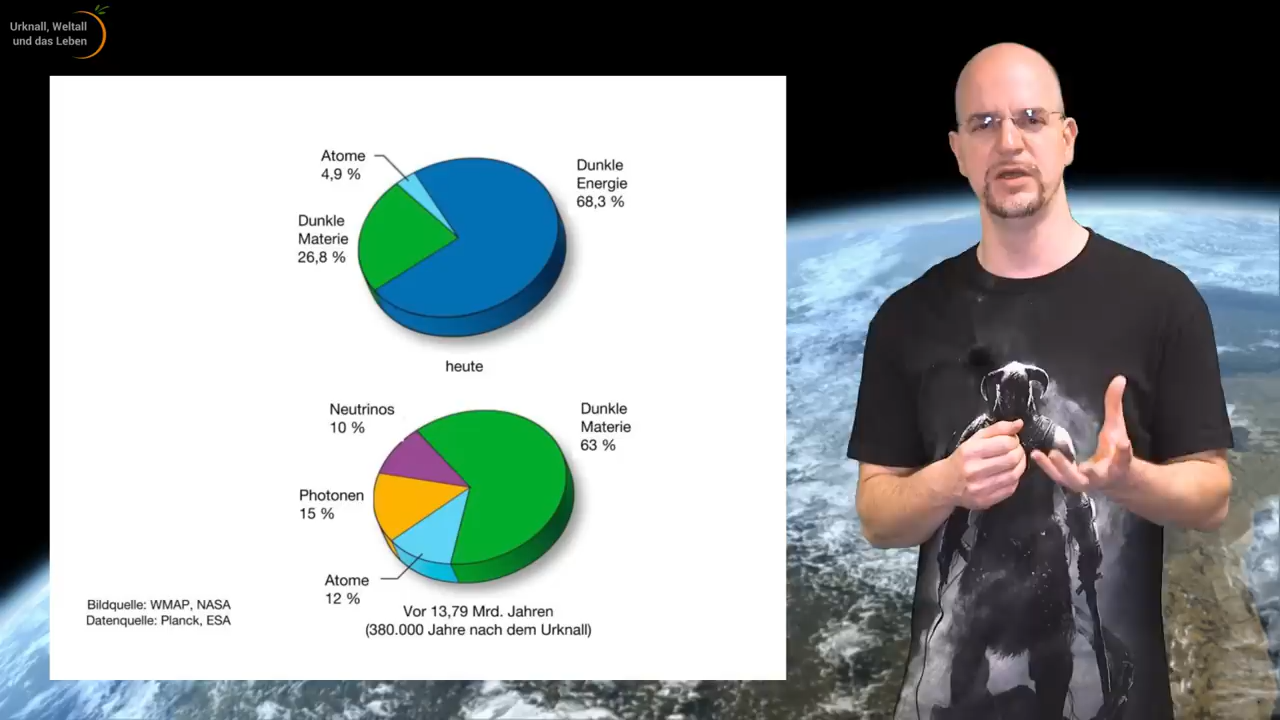 Urknall, Weltall
und das Leben
Atome
4,9 %
Dunkle
Energie
68,3 %
Dunkle
Materie
26,8 %
heute
Neutrinos
10 %
Dunkle
Materie
63 %
Photonen
15 %
Atome
12 %
Vor 13,79 Mrd. Jahren
(380.000 Jahre nach dem Urknall)
Bildquelle: WMAP, NASA
Datenquelle: Planck, ESA